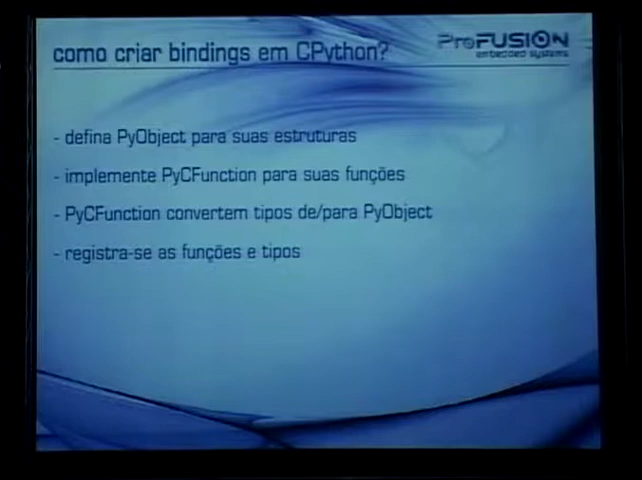 como criar bindings em CPython?
ProFUSION
embedded systems
- defina PyObject para suas estruturas
- implemente PyCFunction para suas funções
- PyCFunction convertem tipos de/para PyObject
- registra-se as funções e tipos